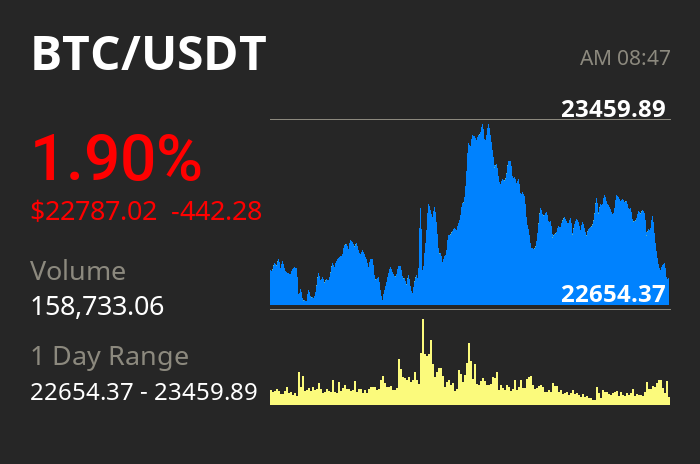 BTC/USDT
AM 08:47
23459.89
1.90%
$22787.02 -442.28
Volume
158,733.06
22654.37
1 Day Range
22654.37 - 23459.89